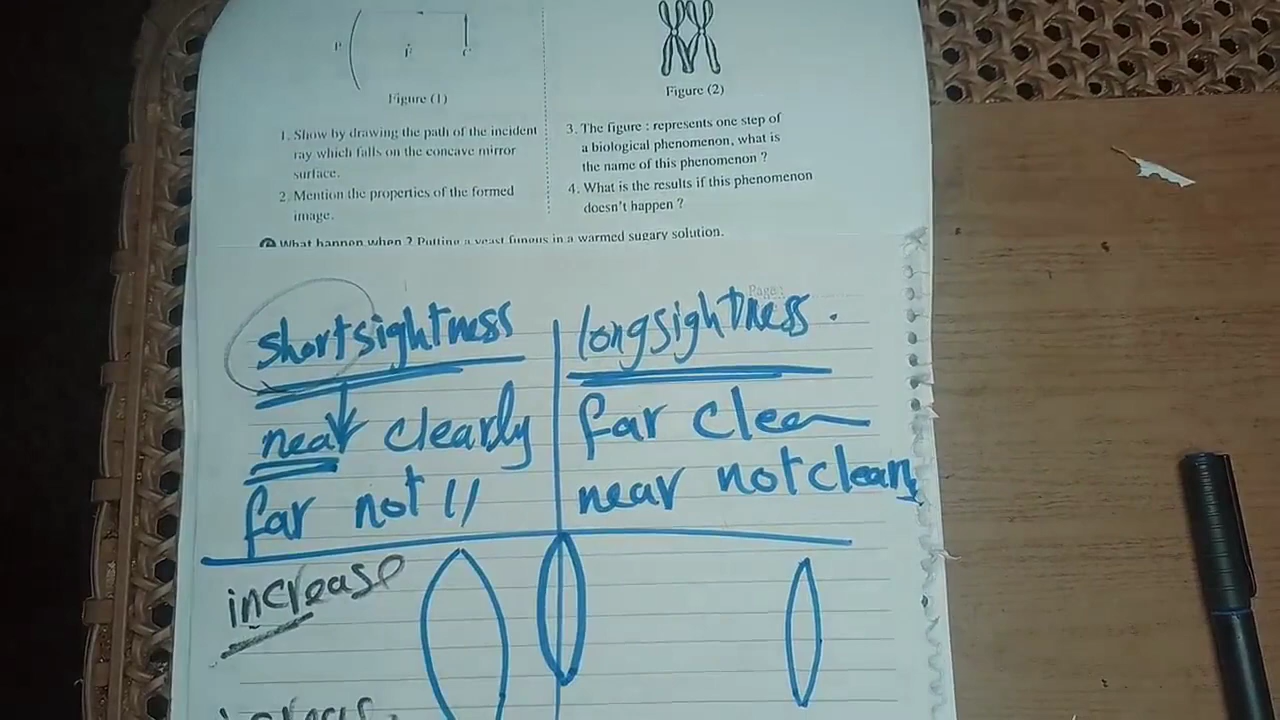 P
F
C
Figure (1)
1. Show by drawing the path of the incident
ray which falls on the concave mirror
surface.
2. Mention the properties of the formed
image.
Figure (2)
3. The figure : represents one step of
a biological phenomenon, what is
the name of this phenomenon ?
4. What is the results if this phenomenon
doesn't happen ?
What happen when ? Putting a yeast fungus in a warmed sugary solution.
Page
shortsightness
near clearly
far not //
longsightness.
far clear
near not clearly
increase